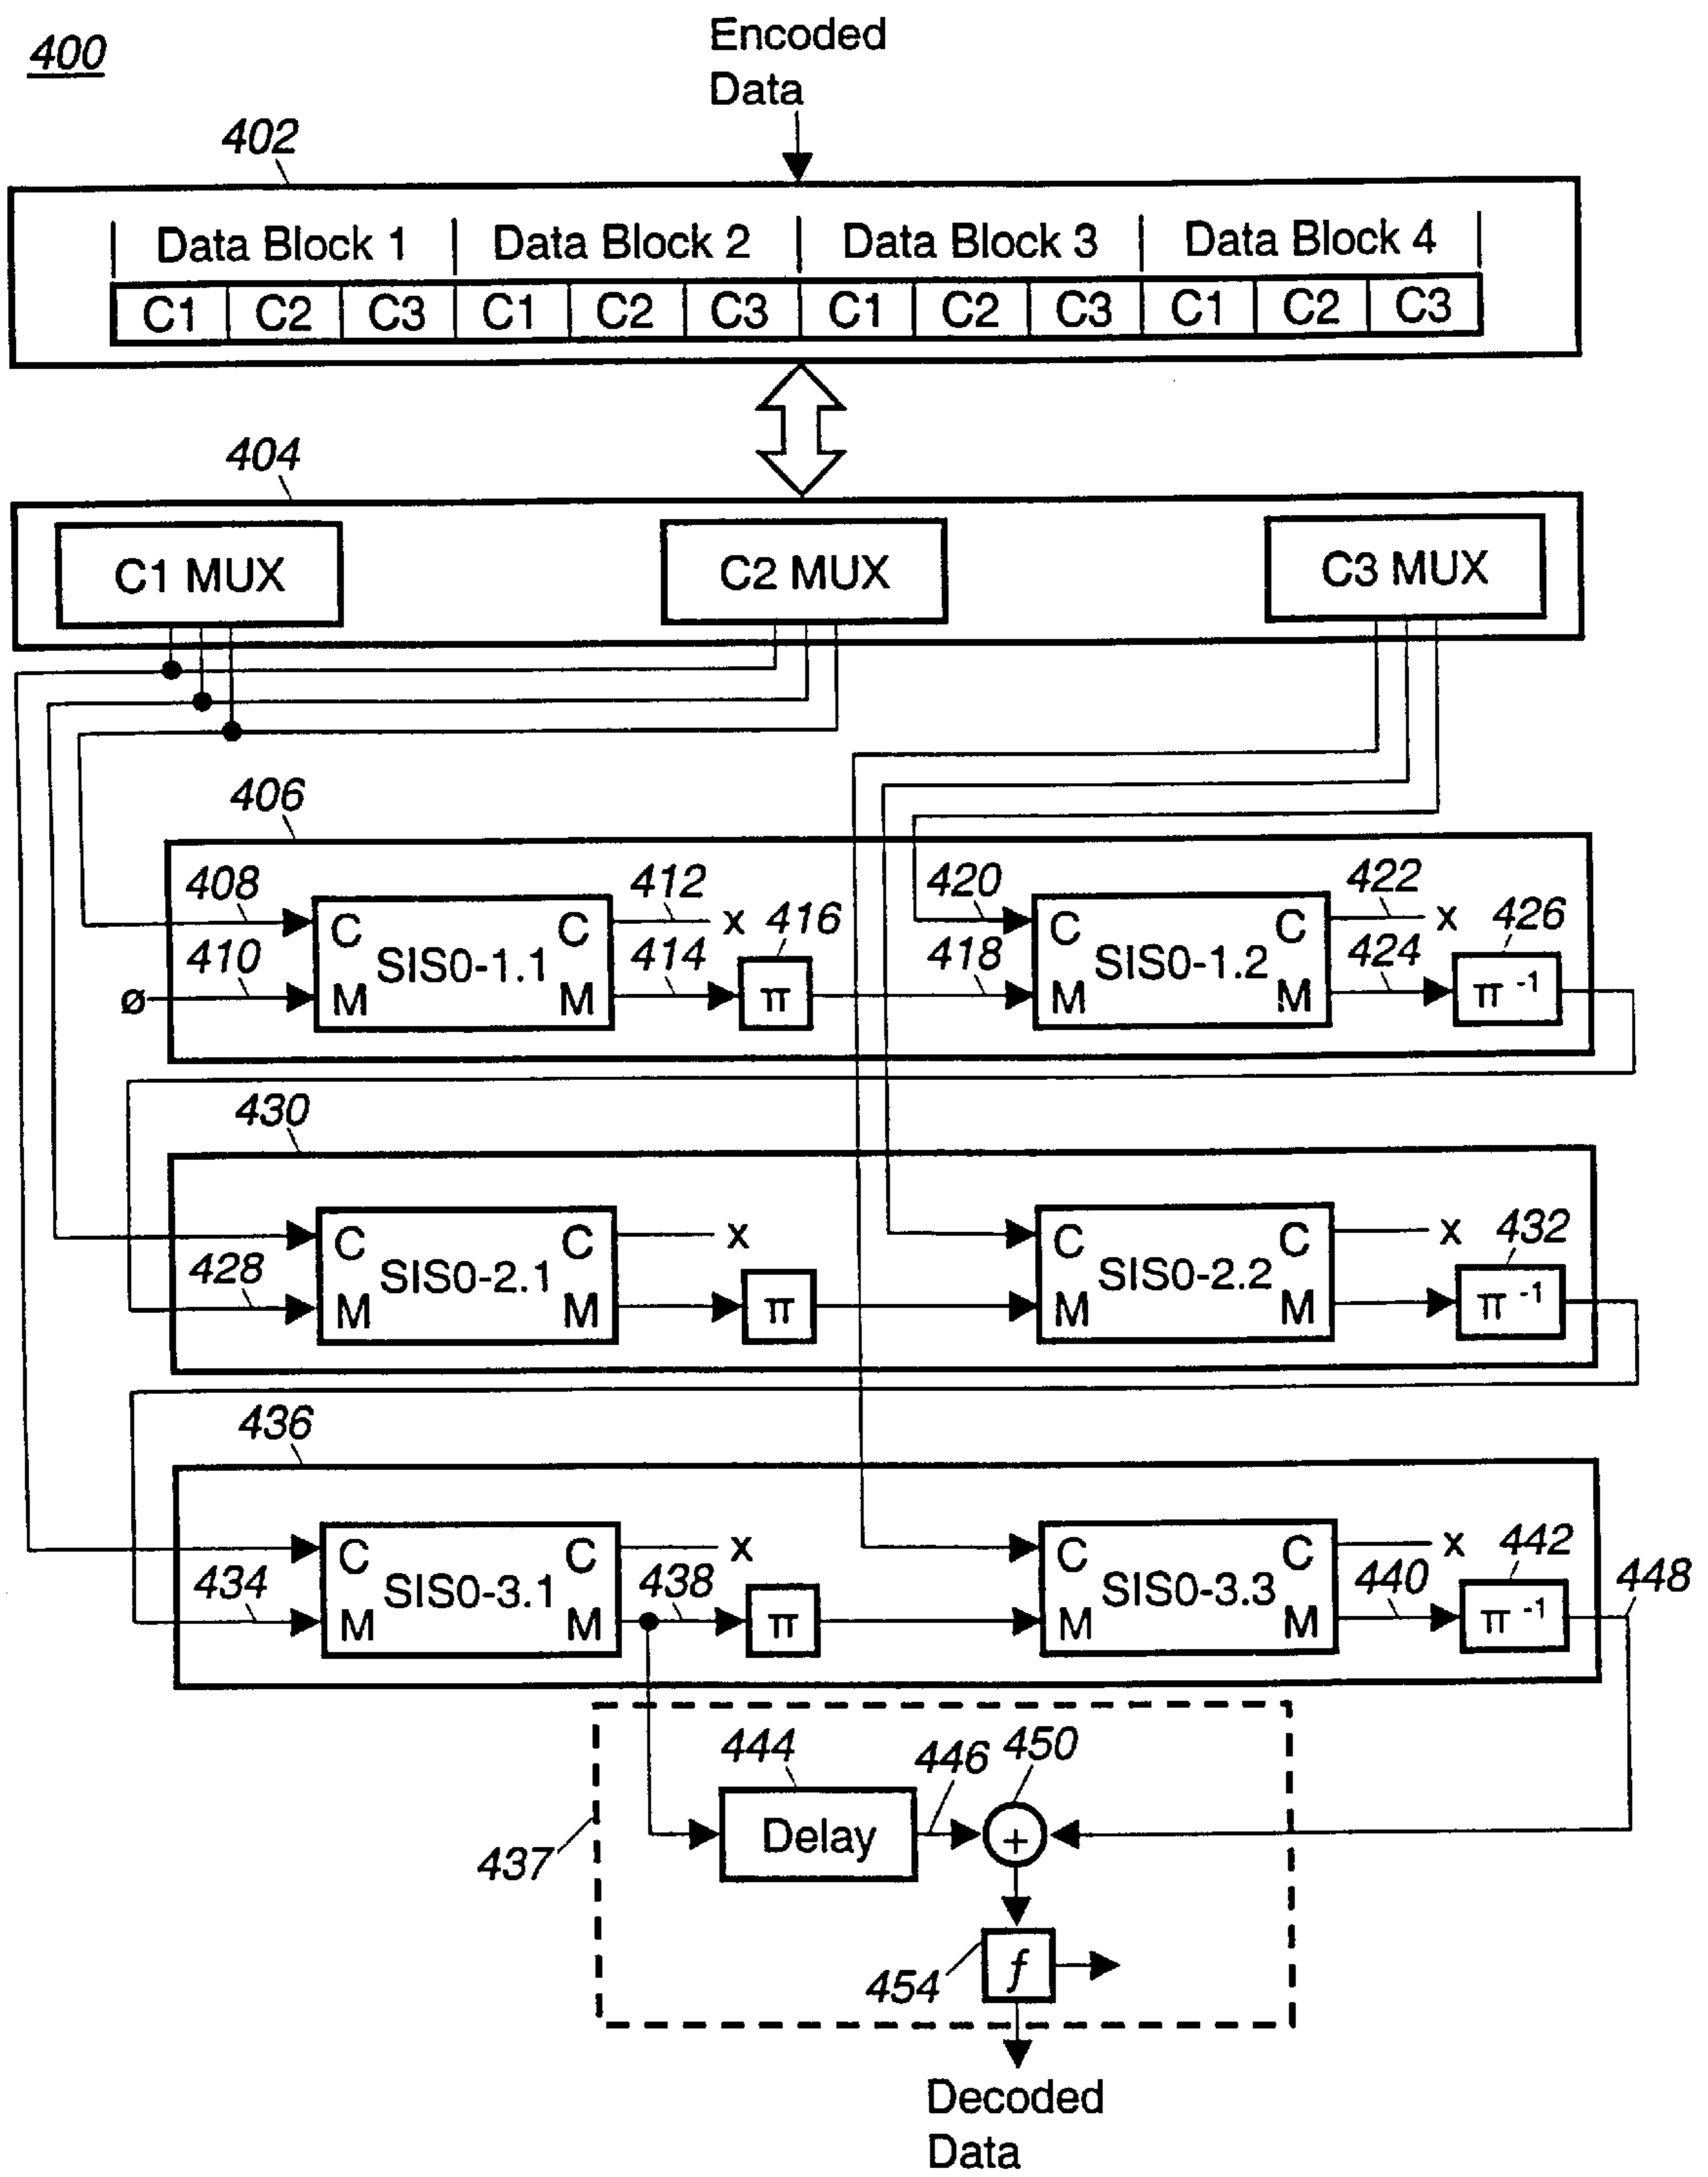 400
Encoded
Data
402
Data Block 1 Data Block 2 Data Block 3 Data Block 4
C1 C2 C3 C1 C2 C3 C1 C2 C3 C1 C2 C3
404
C1 MUX C2 MUX C3 MUX
406
408 C C 412 x 416 420 C C 422 x 426
SIS0-1.1 SIS0-1.2
ø 410 M M 414 π 418 M M 424 π -1
430
C C x C C x 432
SIS0-2.1 SIS0-2.2
428 M M π M M π -1
436
C C x C C x 442
SIS0-3.1 SIS0-3.3
434 M M 438 π M M 440 π -1 448
444 446 450
Delay +
437
f
454
Decoded
Data